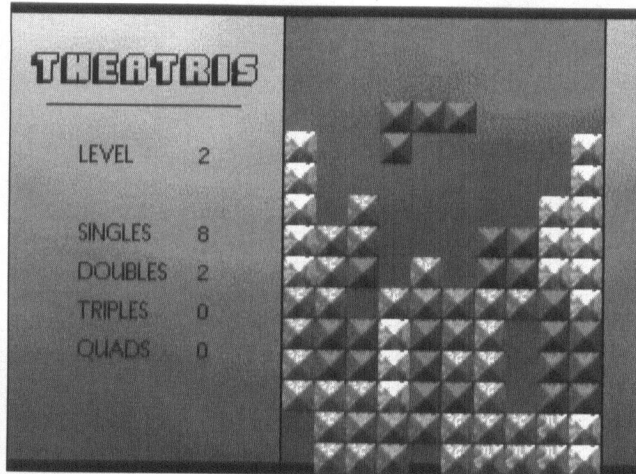 THEATRIS
LEVEL 2
SINGLES 8
DOUBLES 2
TRIPLES 0
QUADS 0